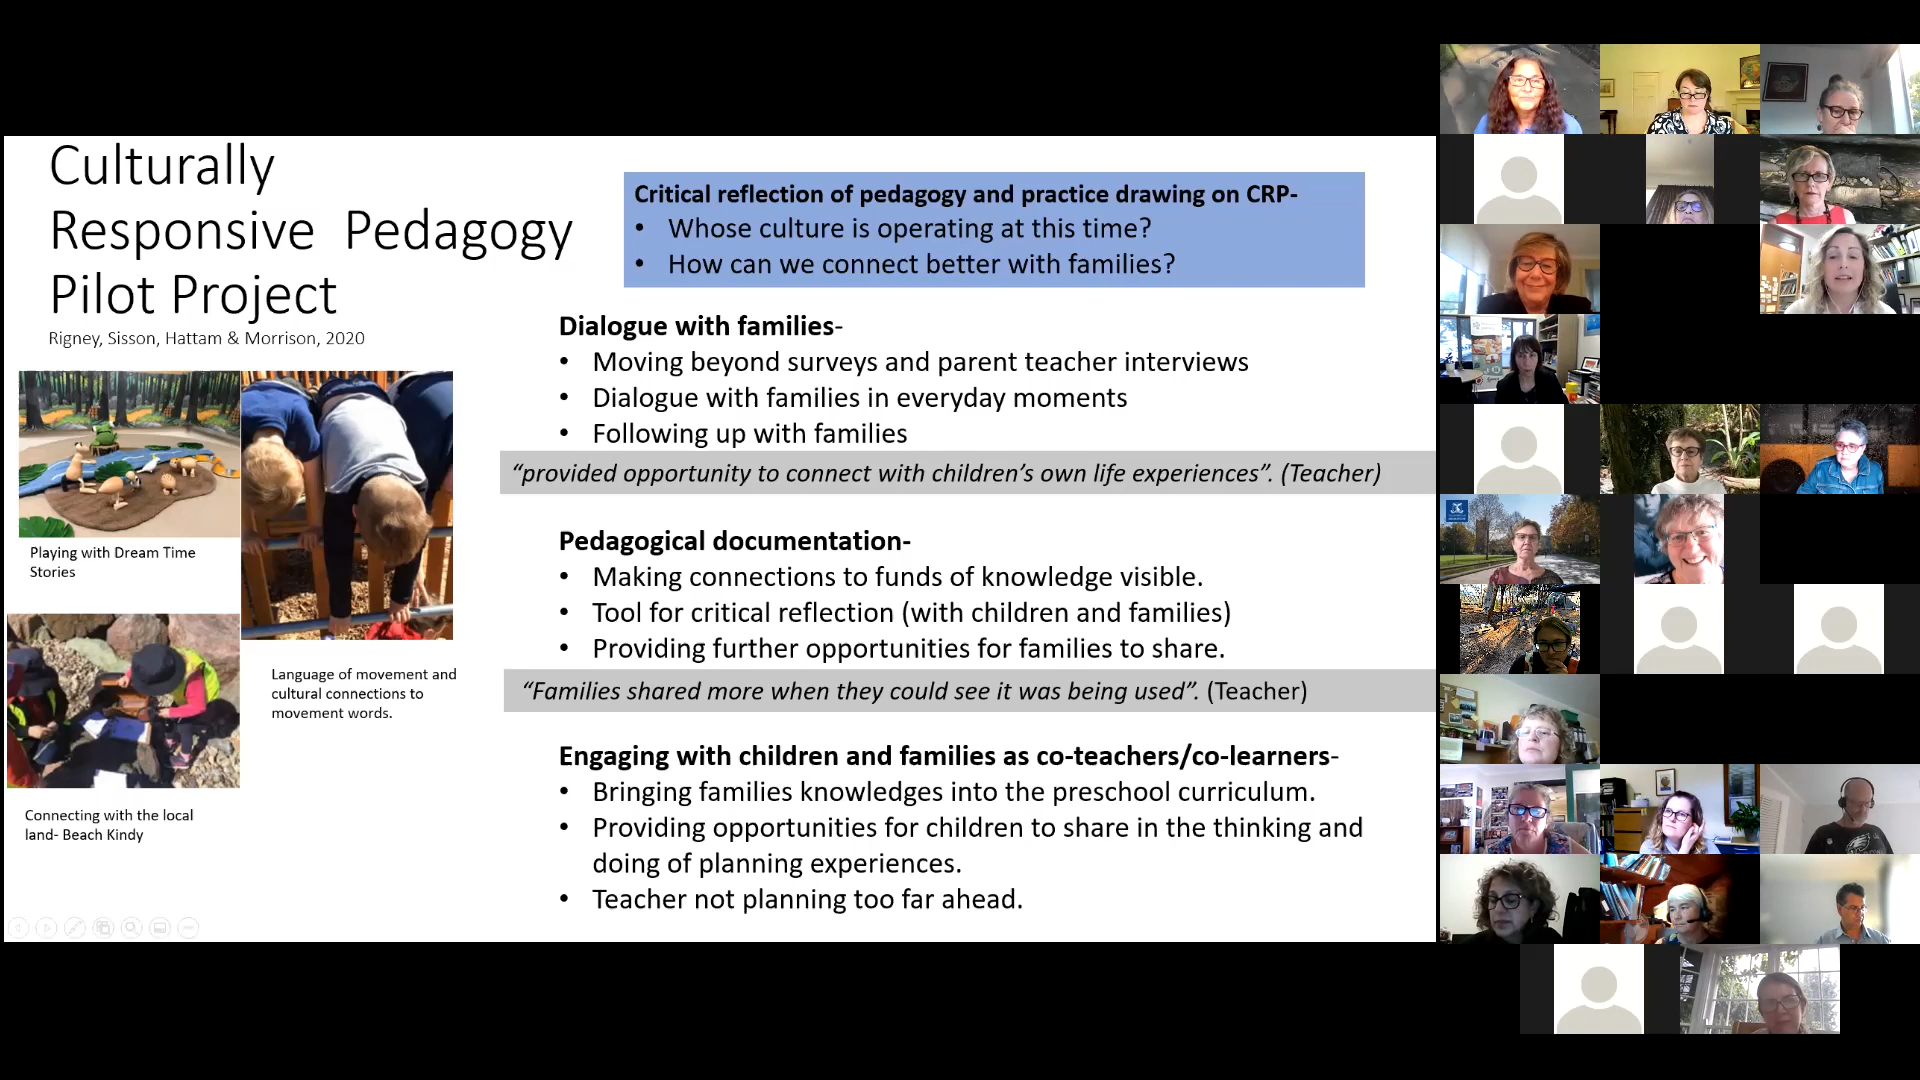 Culturally
Responsive Pedagogy
Pilot Project
Rigney, Sisson, Hattam & Morrison, 2020
Playing with Dream Time
Stories
Language of movement and
cultural connections to
movement words.
Connecting with the local
land- Beach Kindy
Critical reflection of pedagogy and practice drawing on CRP-
• Whose culture is operating at this time?
• How can we connect better with families?
Dialogue with families-
• Moving beyond surveys and parent teacher interviews
• Dialogue with families in everyday moments
• Following up with families
“provided opportunity to connect with children’s own life experiences”. (Teacher)
Pedagogical documentation-
• Making connections to funds of knowledge visible.
• Tool for critical reflection (with children and families)
• Providing further opportunities for families to share.
“Families shared more when they could see it was being used”. (Teacher)
Engaging with children and families as co-teachers/co-learners-
• Bringing families knowledges into the preschool curriculum.
• Providing opportunities for children to share in the thinking and
doing of planning experiences.
• Teacher not planning too far ahead.